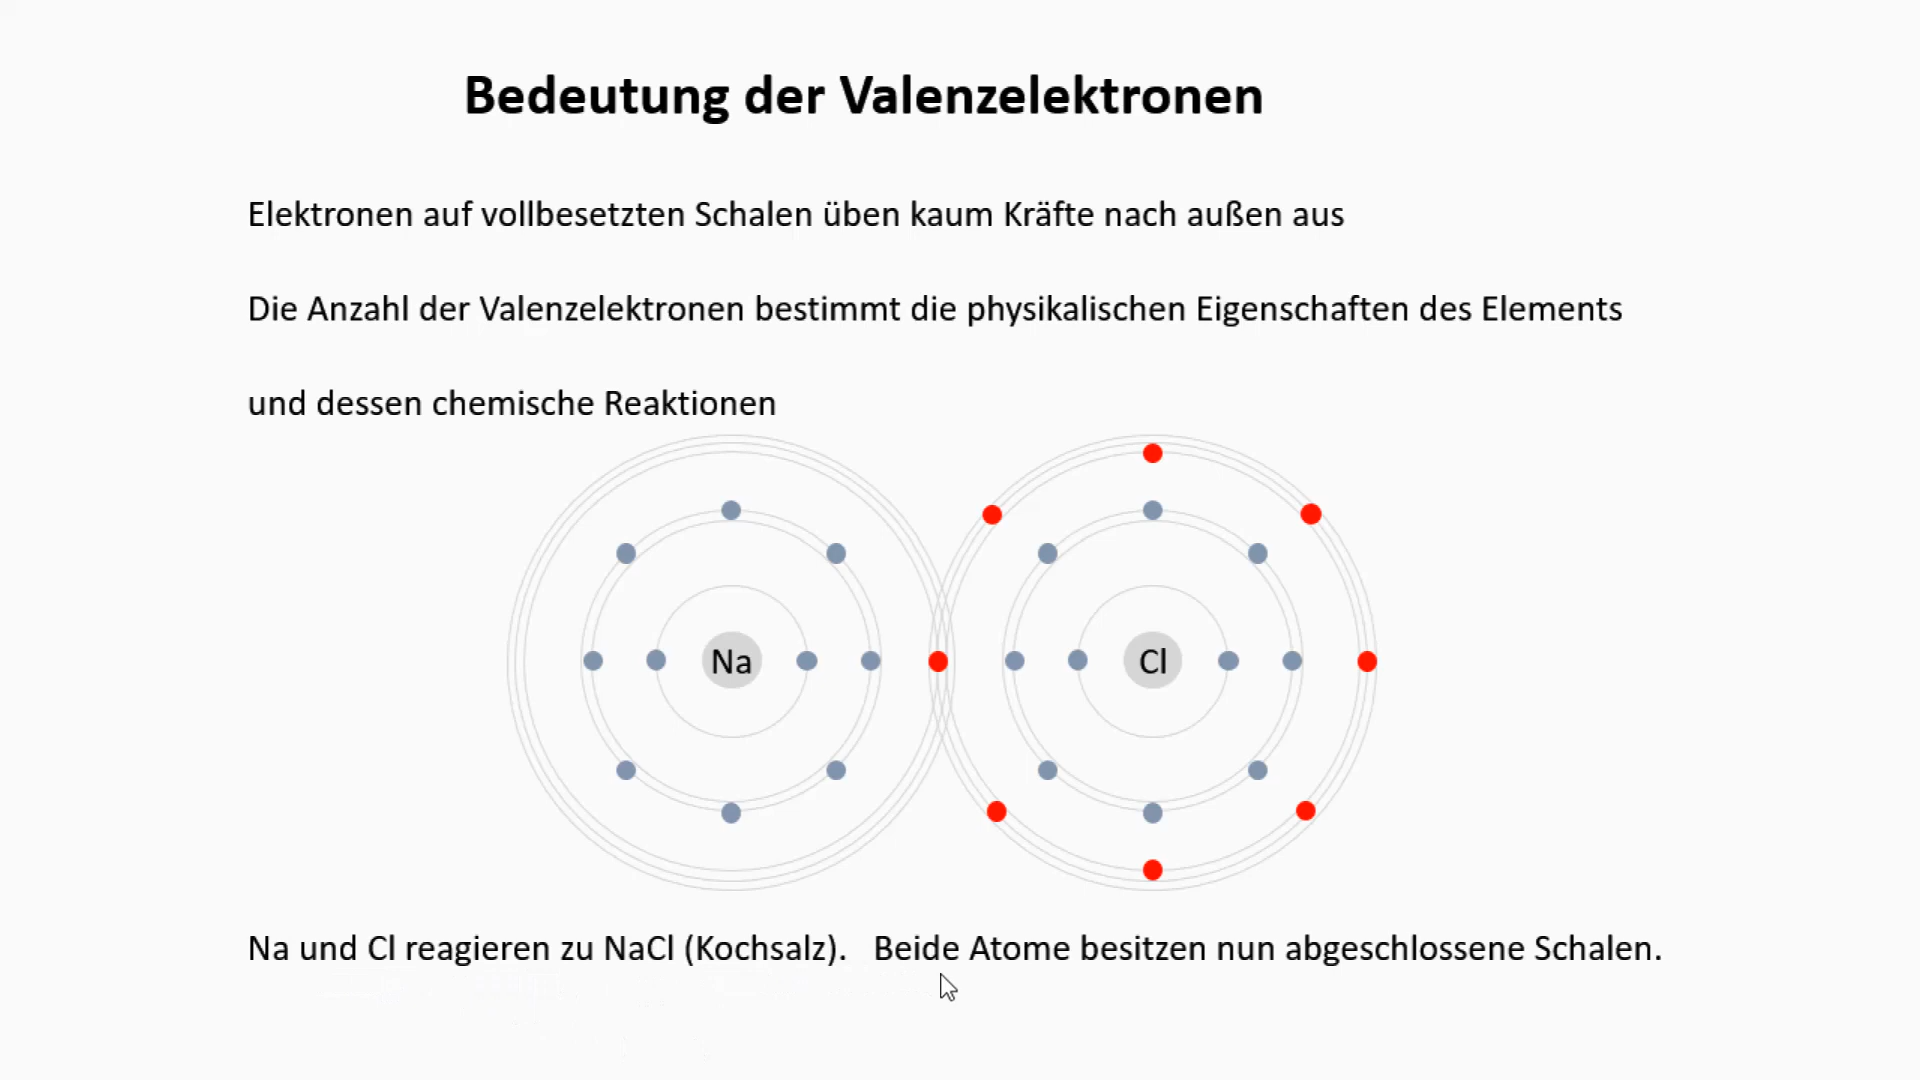 Bedeutung der Valenzelektronen
Elektronen auf vollbesetzten Schalen üben kaum Kräfte nach außen aus
Die Anzahl der Valenzelektronen bestimmt die physikalischen Eigenschaften des Elements
und dessen chemische Reaktionen
Na Cl
Na und Cl reagieren zu NaCl (Kochsalz). Beide Atome besitzen nun abgeschlossene Schalen.